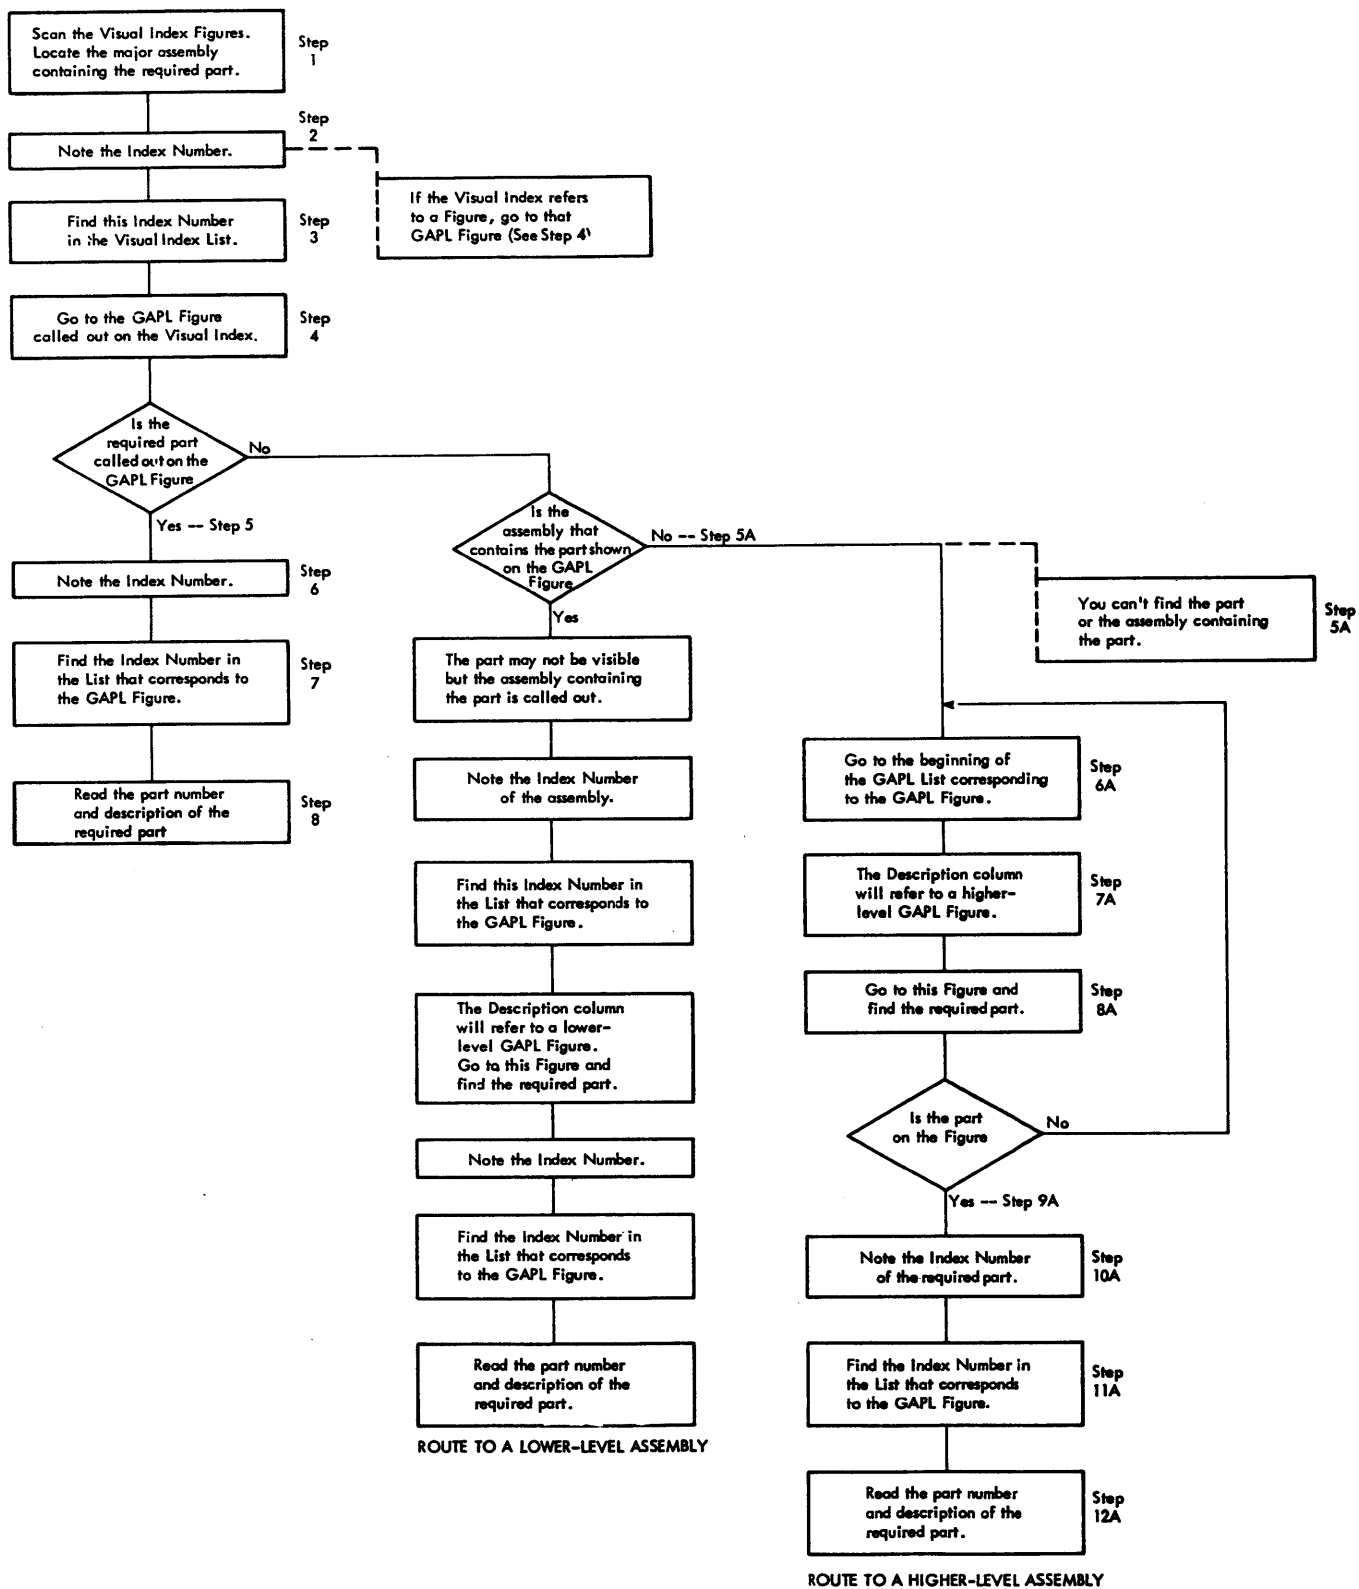 Scan the Visual Index Figures.
Locate the major assembly
containing the required part.
Step
1
Step
2
Note the Index Number.
If the Visual Index refers
to a Figure, go to that
GAPL Figure (See Step 4)
Find this Index Number
in the Visual Index List.
Step
3
Go to the GAPL Figure
called out on the Visual Index.
Step
4
Is the
required part
called out on the
GAPL Figure
No
Yes -- Step 5
Note the Index Number.
Step
6
Find the Index Number in
the List that corresponds to
the GAPL Figure.
Step
7
Read the part number
and description of the
required part
Step
8
Is the
assembly that
contains the part shown
on the GAPL
Figure
No -- Step 5A
Yes
The part may not be visible
but the assembly containing
the part is called out.
Note the Index Number
of the assembly.
Find this Index Number in
the List that corresponds to
the GAPL Figure.
The Description column
will refer to a lower-
level GAPL Figure.
Go to this Figure and
find the required part.
Note the Index Number.
Find the Index Number in
the List that corresponds
to the GAPL Figure.
Read the part number
and description of the
required part.
ROUTE TO A LOWER-LEVEL ASSEMBLY
You can't find the part
or the assembly containing
the part.
Step
5A
Go to the beginning of
the GAPL List corresponding
to the GAPL Figure.
Step
6A
The Description column
will refer to a higher-
level GAPL Figure.
Step
7A
Go to this Figure and
find the required part.
Step
8A
Is the part
on the Figure
No
Yes -- Step 9A
Note the Index Number
of the required part.
Step
10A
Find the Index Number in
the List that corresponds
to the GAPL Figure.
Step
11A
Read the part number
and description of the
required part.
Step
12A
ROUTE TO A HIGHER-LEVEL ASSEMBLY